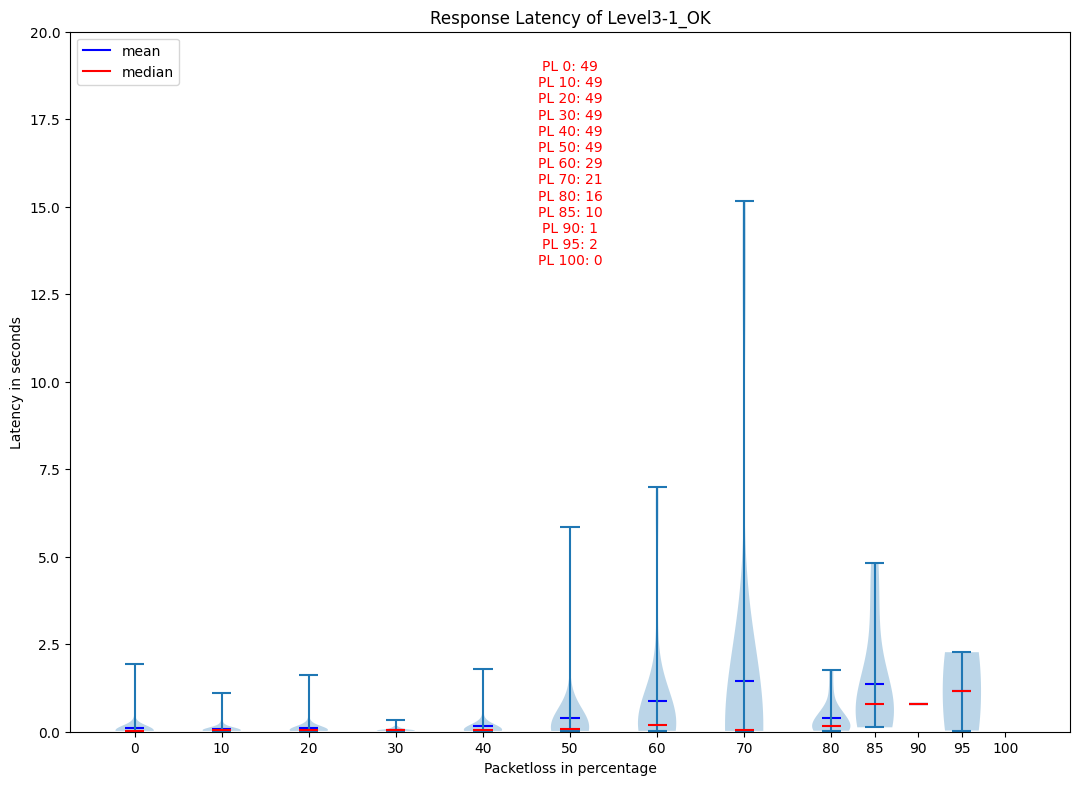 Response Latency of Level3-1_OK
mean
median
PL 0: 49
PL 10: 49
PL 20: 49
PL 30: 49
PL 40: 49
PL 50: 49
PL 60: 29
PL 70: 21
PL 80: 16
PL 85: 10
PL 90: 1
PL 95: 2
PL 100: 0
Latency in seconds
20.0
17.5
15.0
12.5
10.0
7.5
5.0
2.5
0.0
0 10 20 30 40 50 60 70 80 85 90 95 100
Packetloss in percentage